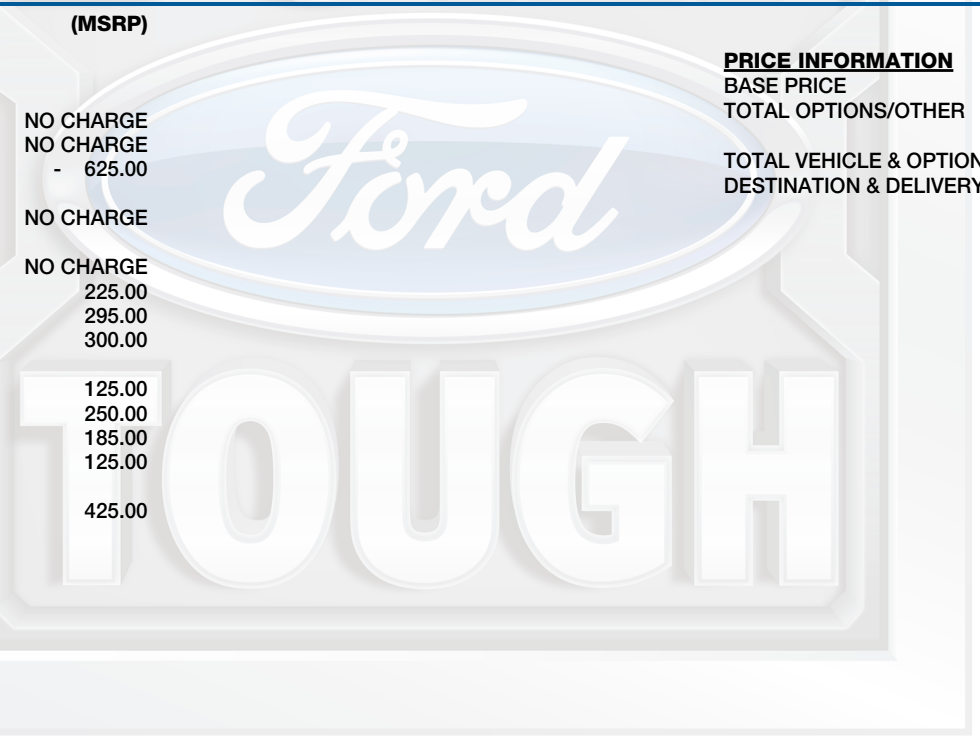 (MSRP)
NO CHARGE
NO CHARGE
- 625.00
NO CHARGE
NO CHARGE
225.00
295.00
300.00
125.00
250.00
185.00
125.00
425.00
PRICE INFORMATION
BASE PRICE
TOTAL OPTIONS/OTHER
TOTAL VEHICLE & OPTION
DESTINATION & DELIVERY
Ford
TOUGH